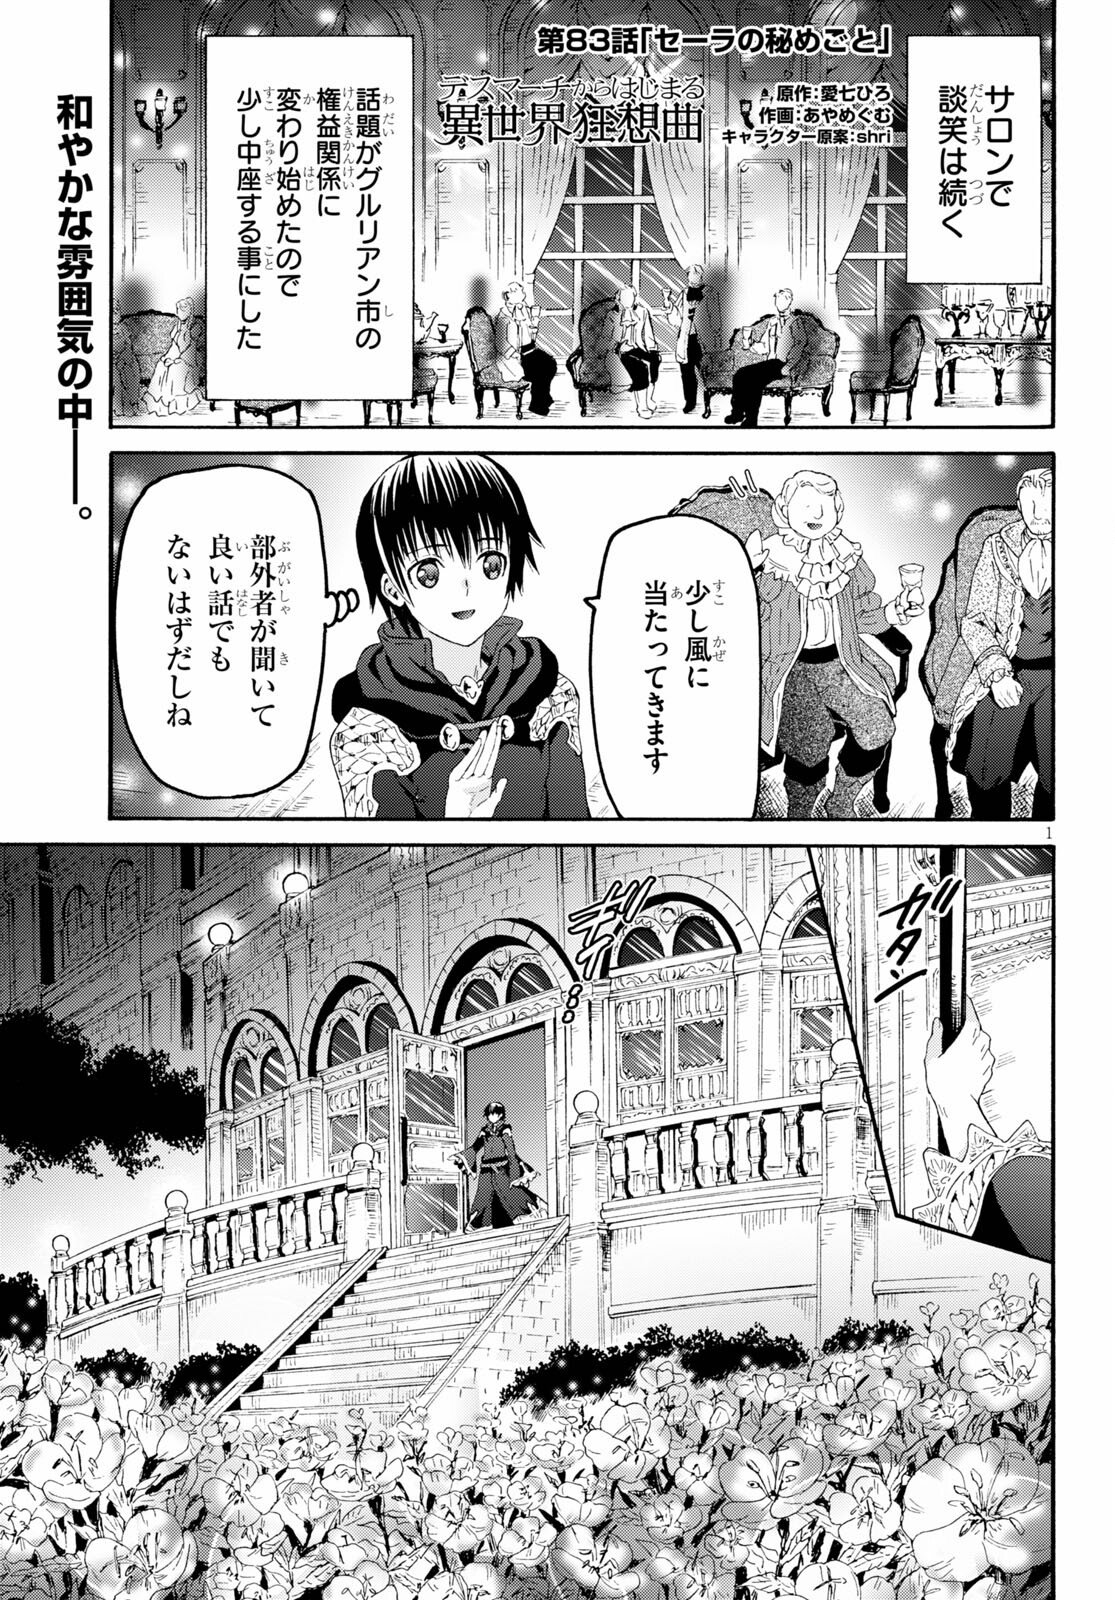 第83話「セーラの秘めごと」
デスマーチからはじまる
異世界狂想曲
原作:愛七ひろ
作画:あやめぐむ
キャラクター原案:shri
和やかな雰囲気の中――。
サロンで
談笑は続く
話題がグルリアン市の
権益関係に
変わり始めたので
少し中座する事にした
少し風に
当たってきます
部外者が聞いて
良い話でも
ないはずだしね
1
ガタン
ギギ…